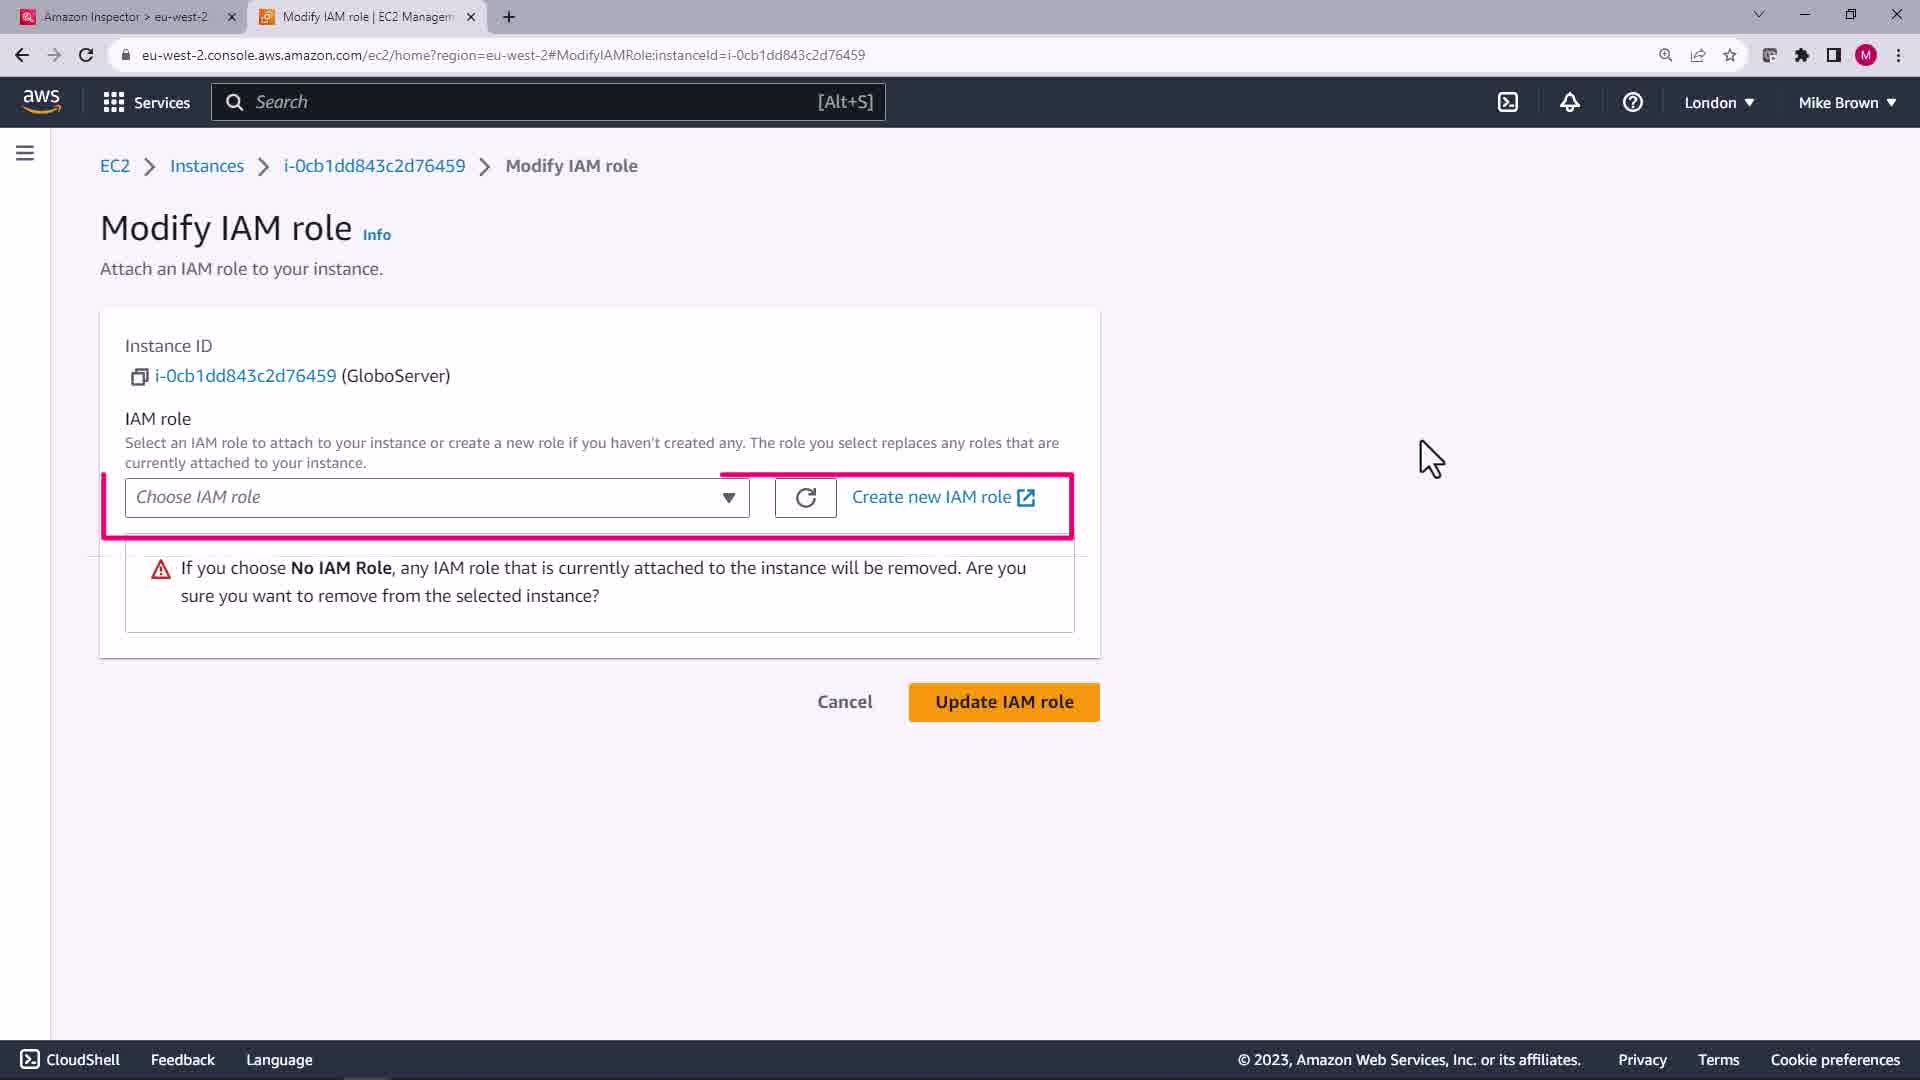 Amazon Inspector > eu-west-2
Modify IAM role | EC2 Managem
eu-west-2.console.aws.amazon.com/ec2/home?region=eu-west-2#ModifyIAMRole:instanceId=i-0cb1dd843c2d76459
M
aws
Services
Search
[Alt+S]
London
Mike Brown
EC2 > Instances > i-0cb1dd843c2d76459 > Modify IAM role
Modify IAM role Info
Attach an IAM role to your instance.
Instance ID
i-0cb1dd843c2d76459 (GloboServer)
IAM role
Select an IAM role to attach to your instance or create a new role if you haven't created any. The role you select replaces any roles that are
currently attached to your instance.
Choose IAM role
Create new IAM role
If you choose No IAM Role, any IAM role that is currently attached to the instance will be removed. Are you
sure you want to remove from the selected instance?
Cancel
Update IAM role
CloudShell
Feedback
Language
© 2023, Amazon Web Services, Inc. or its affiliates.
Privacy
Terms
Cookie preferences